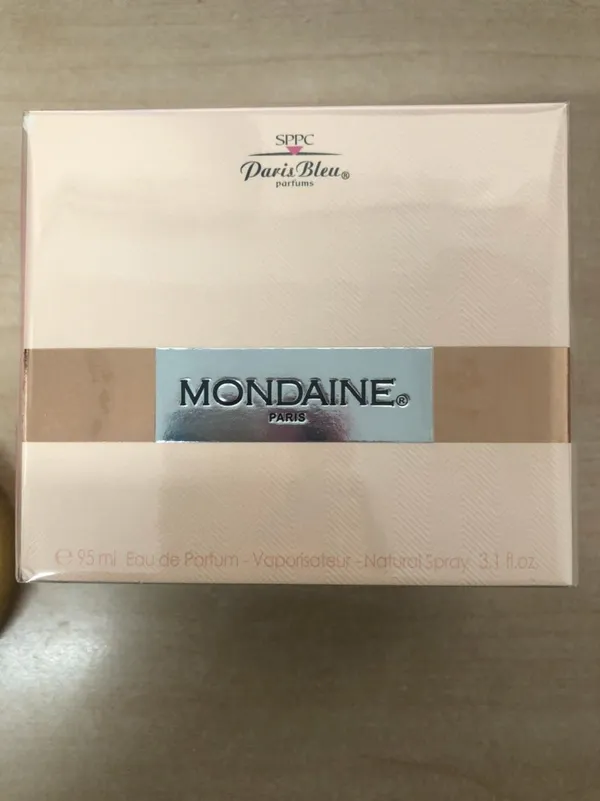 SPPC
Paris Bleu®
parfums
MONDAINE®
PARIS
℮ 95 ml Eau de Parfum - Vaporisateur - Natural Spray 3.1 fl.oz.